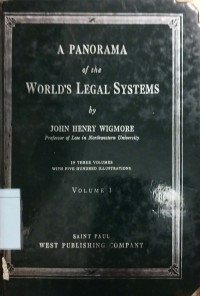 A PANORAMA
of the
WORLD'S LEGAL SYSTEMS
by
JOHN HENRY WIGMORE
Professor of Law in Northwestern University
IN THREE VOLUMES
WITH FIVE HUNDRED ILLUSTRATIONS
VOLUME I
SAINT PAUL
WEST PUBLISHING COMPANY